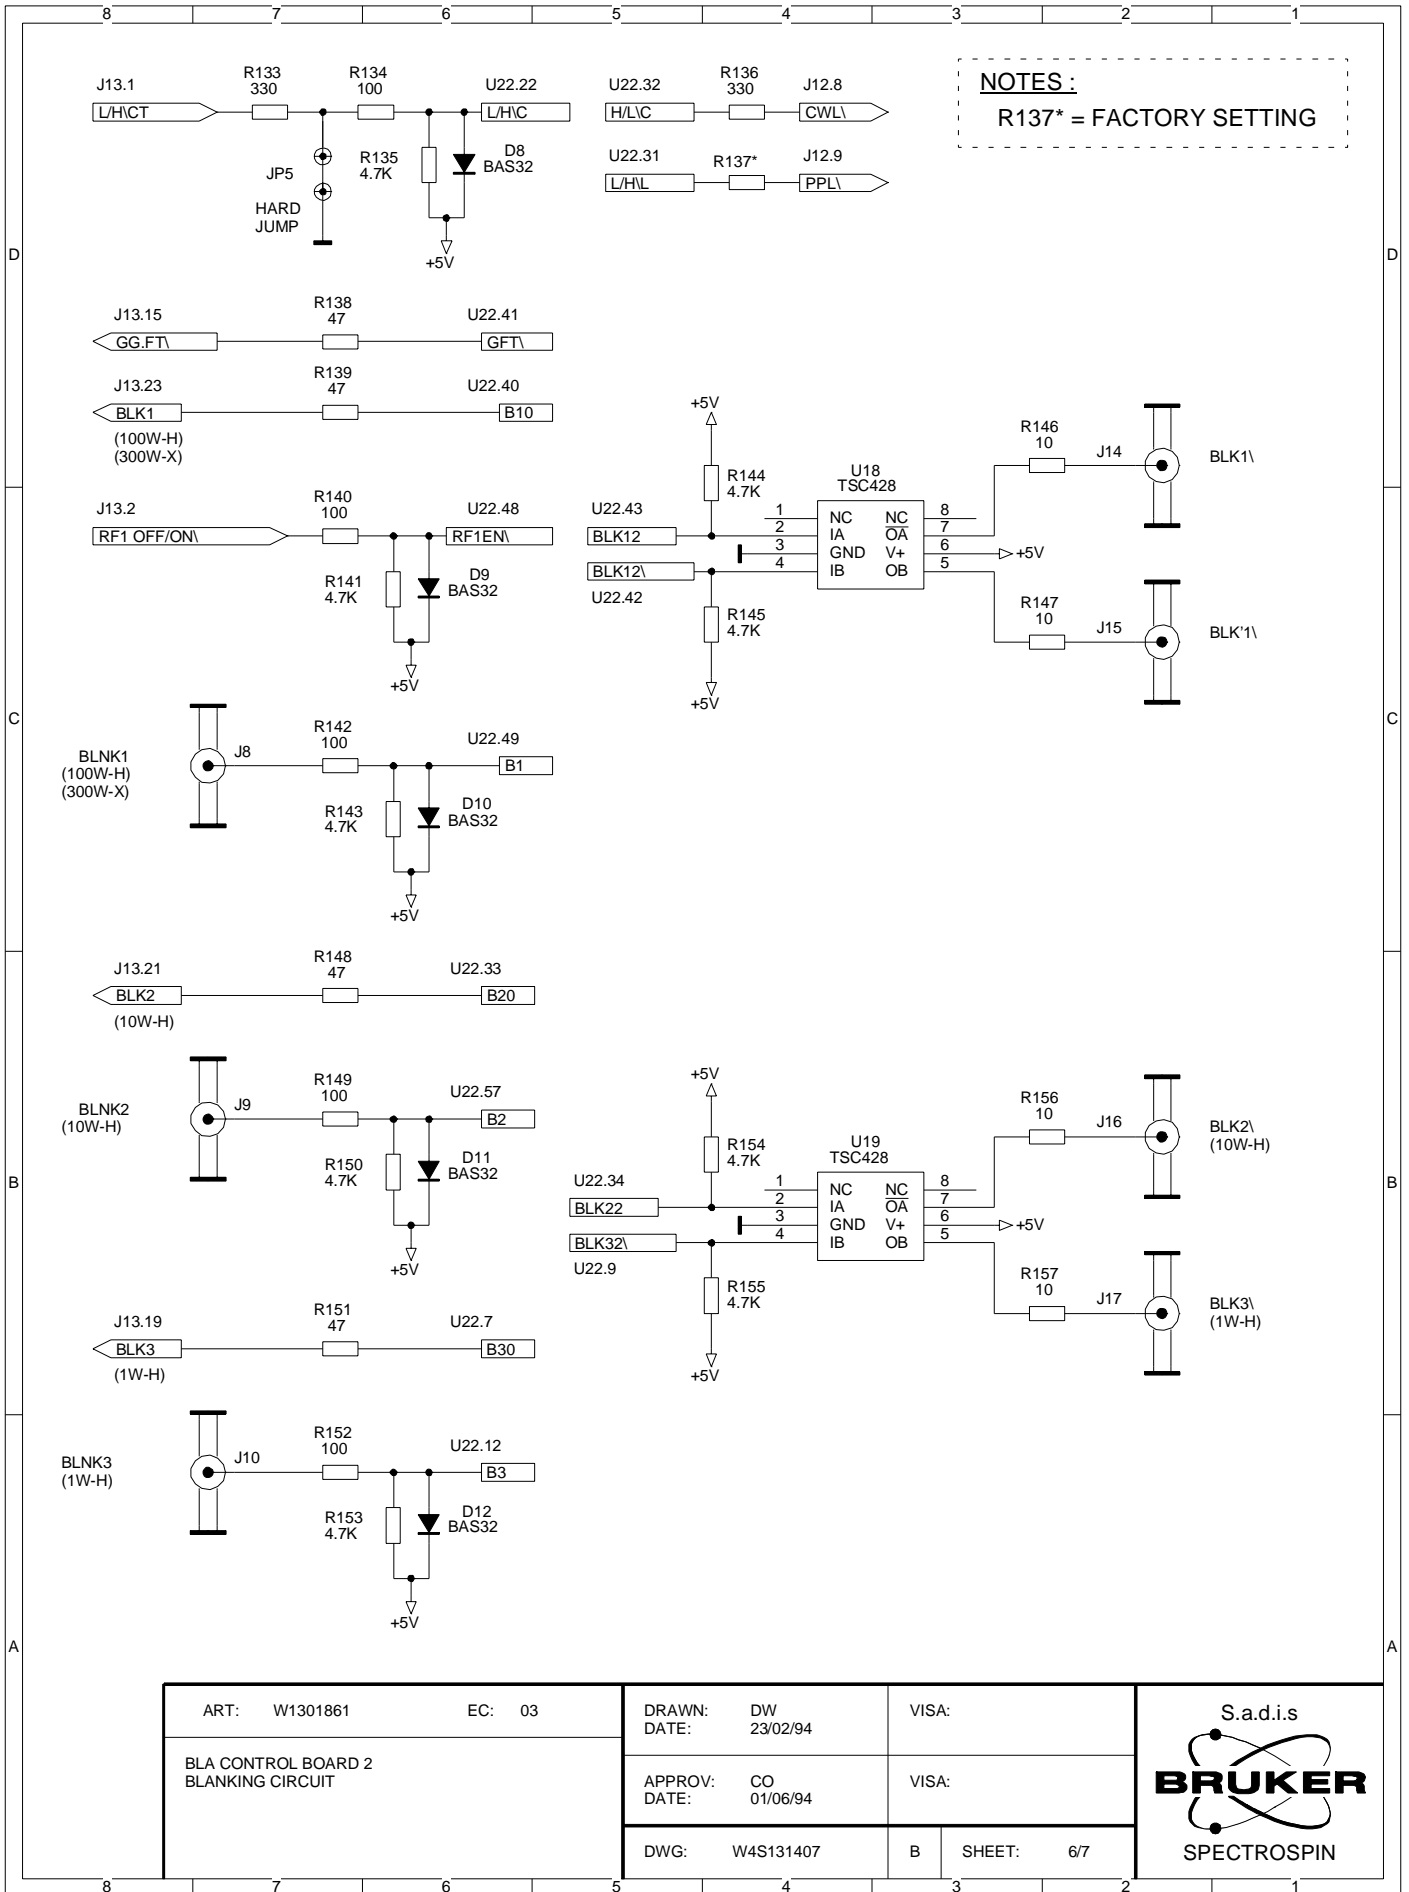 8 7 6 5 4 3 2 1
NOTES :
R137* = FACTORY SETTING
J13.1
R133
330
R134
100
U22.22
L/H\CT
L/H\C
R135
4.7K
D8
BAS32
JP5
HARD
JUMP
+5V
U22.32
R136
330
J12.8
H/L\C
CWL\
U22.31
R137*
J12.9
L/H\L
PPL\
D
D
J13.15
R138
47
U22.41
GG.FT\
GFT\
J13.23
R139
47
U22.40
BLK1
B10
(100W-H)
(300W-X)
J13.2
R140
100
U22.48
RF1 OFF/ON\
RF1EN\
R141
4.7K
D9
BAS32
+5V
+5V
R144
4.7K
U18
TSC428
U22.43
BLK12
BLK12\
U22.42
R145
4.7K
+5V
1 NC NC 8
2 IA OA 7
3 GND V+ 6
4 IB OB 5
+5V
R146
10
J14
BLK1\
R147
10
J15
BLK'1\
C
C
BLNK1
(100W-H)
(300W-X)
J8
R142
100
U22.49
B1
R143
4.7K
D10
BAS32
+5V
J13.21
R148
47
U22.33
BLK2
B20
(10W-H)
BLNK2
(10W-H)
J9
R149
100
U22.57
B2
R150
4.7K
D11
BAS32
+5V
B
B
+5V
R154
4.7K
U19
TSC428
U22.34
BLK22
BLK32\
U22.9
R155
4.7K
+5V
1 NC NC 8
2 IA OA 7
3 GND V+ 6
4 IB OB 5
+5V
R156
10
J16
BLK2\
(10W-H)
R157
10
J17
BLK3\
(1W-H)
J13.19
R151
47
U22.7
BLK3
B30
(1W-H)
BLNK3
(1W-H)
J10
R152
100
U22.12
B3
R153
4.7K
D12
BAS32
+5V
A
A
ART: W1301861 EC: 03
BLA CONTROL BOARD 2
BLANKING CIRCUIT
DRAWN: DW
DATE: 23/02/94
VISA:
APPROV: CO
DATE: 01/06/94
VISA:
DWG: W4S131407 B SHEET: 6/7
S.a.d.i.s
BRUKER
SPECTROSPIN
8 7 6 5 4 3 2 1